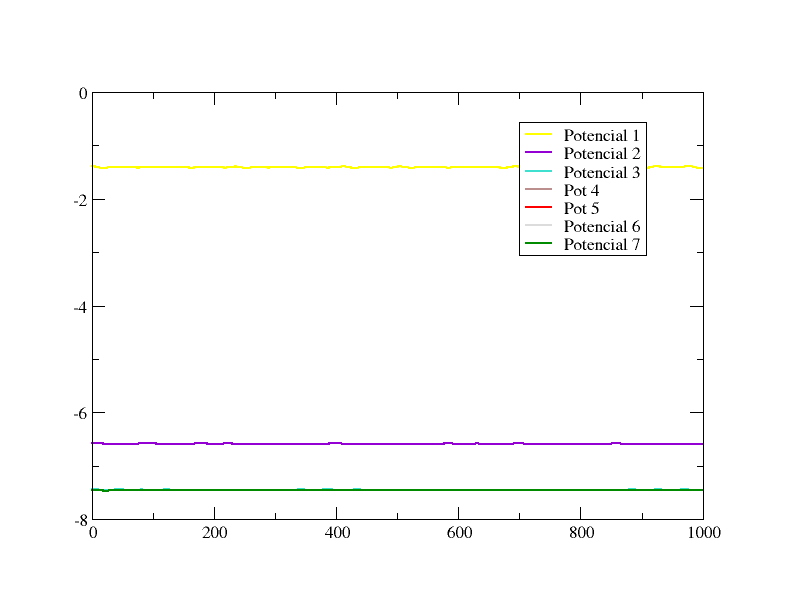 0
-2
-4
-6
-8
0 200 400 600 800 1000
Potencial 1
Potencial 2
Potencial 3
Pot 4
Pot 5
Potencial 6
Potencial 7